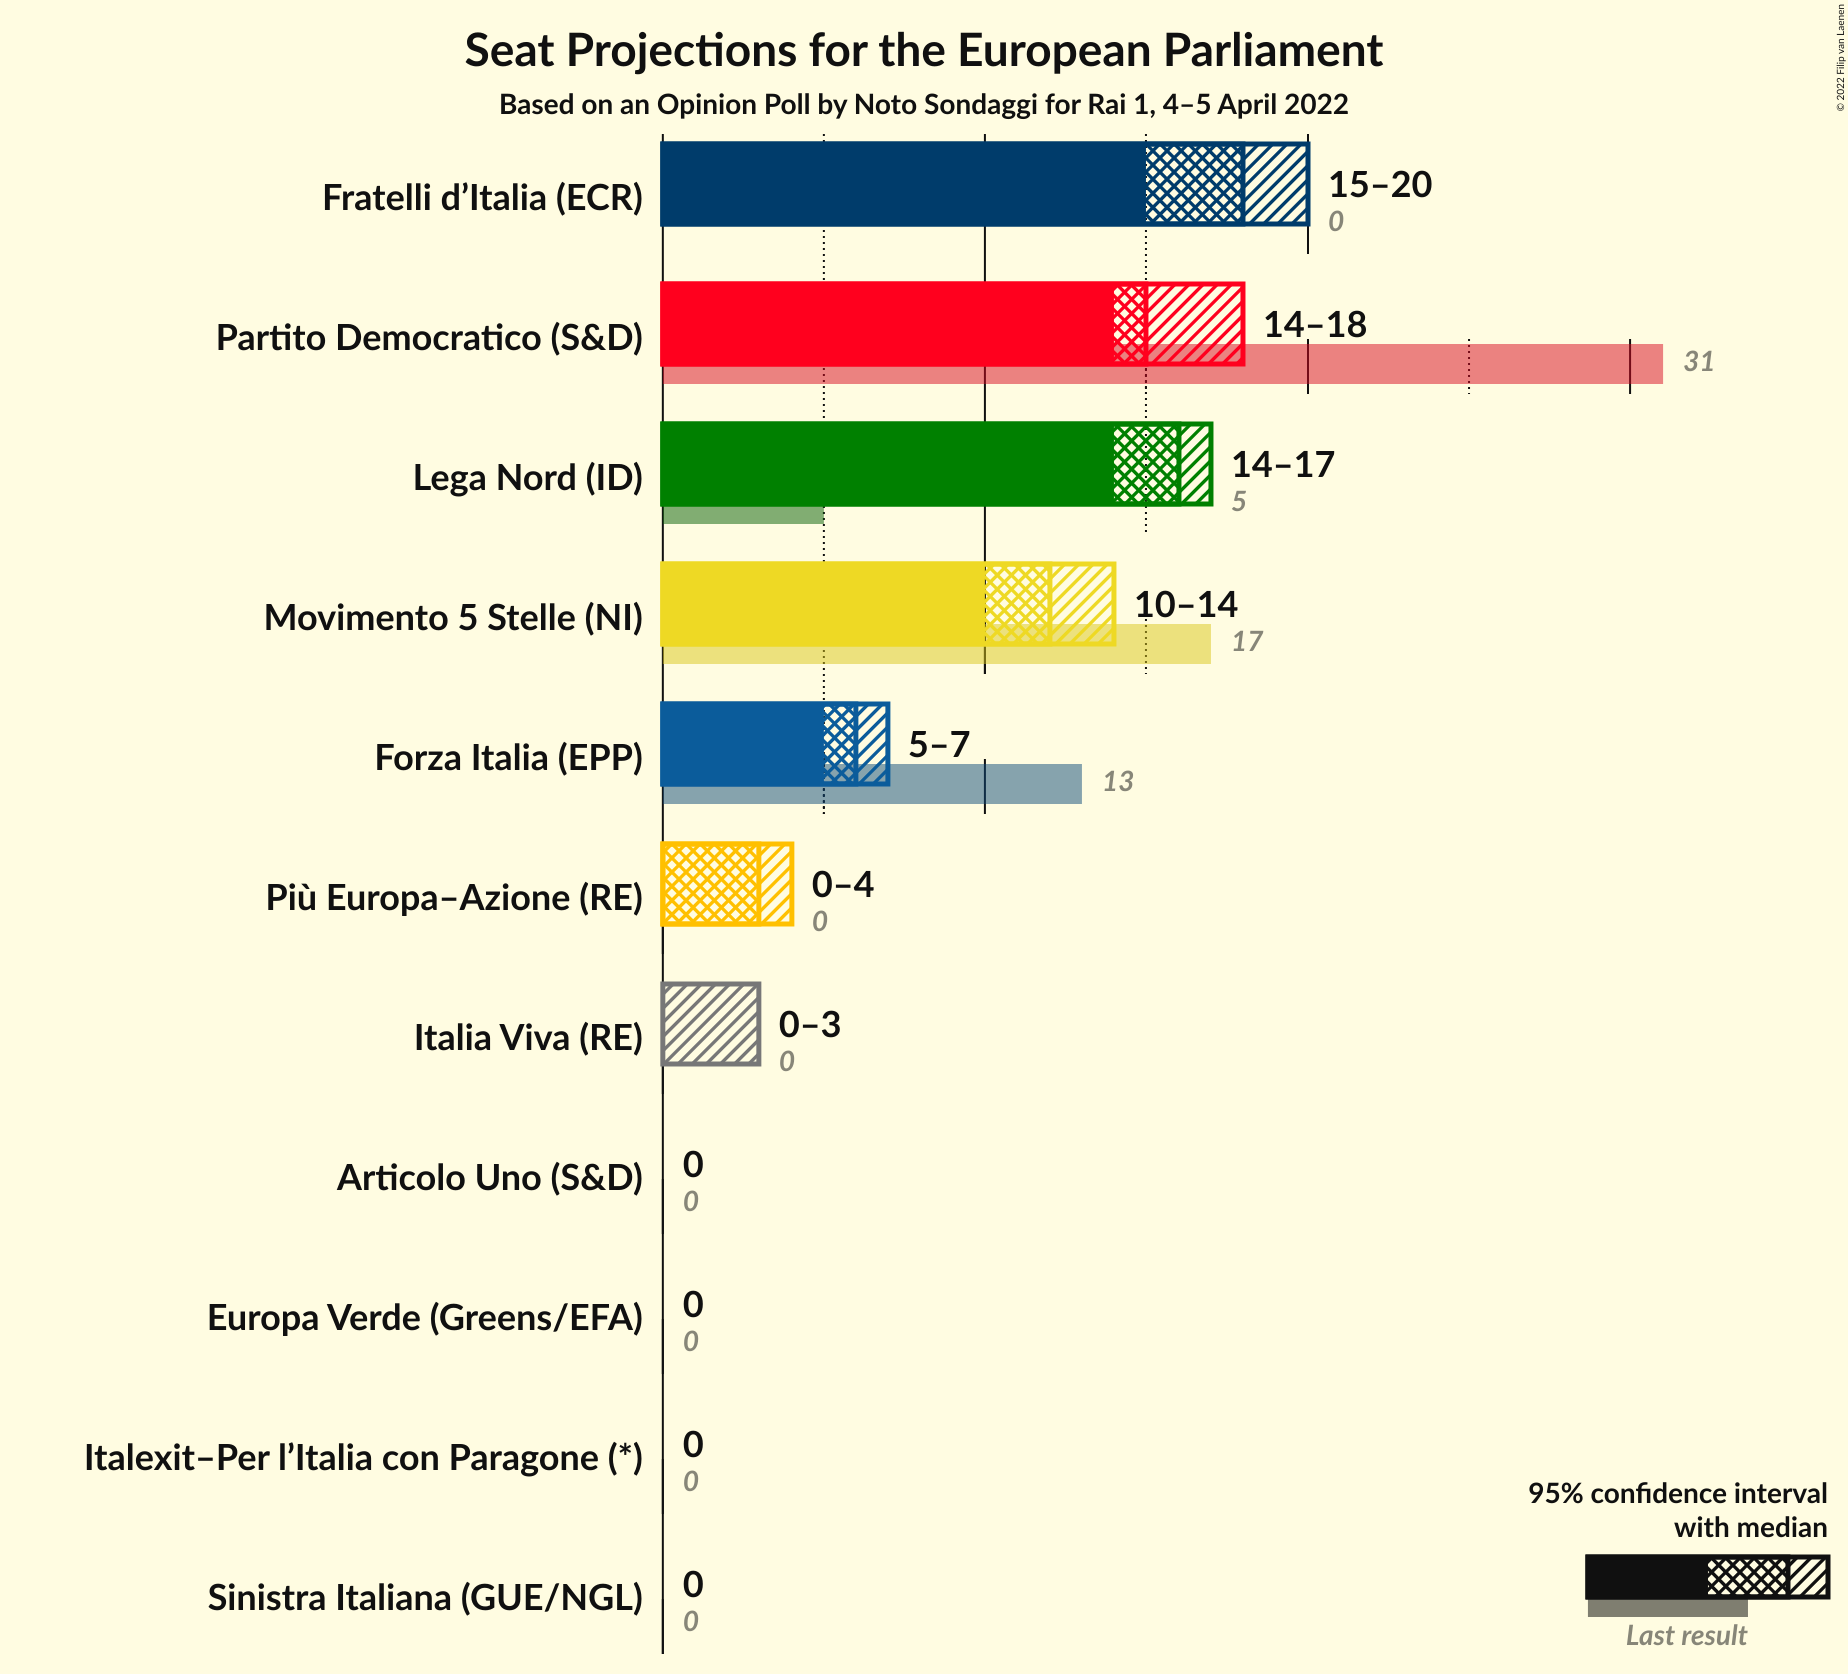 Seat Projections for the European Parliament
Based on an Opinion Poll by Noto Sondaggi for Rai 1, 4–5 April 2022
© 2022 Filip van Laenen
Fratelli d’Italia (ECR)
15–20
0
Partito Democratico (S&D)
14–18
31
Lega Nord (ID)
14–17
5
Movimento 5 Stelle (NI)
10–14
17
Forza Italia (EPP)
5–7
13
Più Europa–Azione (RE)
0–4
0
Italia Viva (RE)
0–3
0
Articolo Uno (S&D)
0
0
Europa Verde (Greens/EFA)
0
0
Italexit–Per l’Italia con Paragone (*)
0
0
Sinistra Italiana (GUE/NGL)
0
0
95% confidence interval
with median
Last result